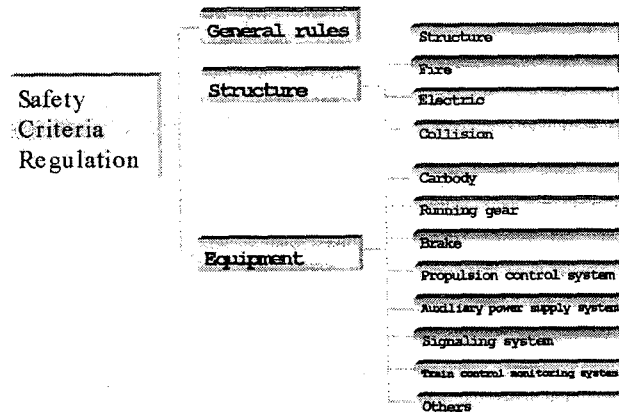 Safety
Criteria
Regulation
General rules
Structure
Equipment
Structure
Fire
Electric
Collision
Carbody
Running gear
Brake
Propulsion control system
Auxiliary power supply system
Signaling system
Train control monitoring system
Others